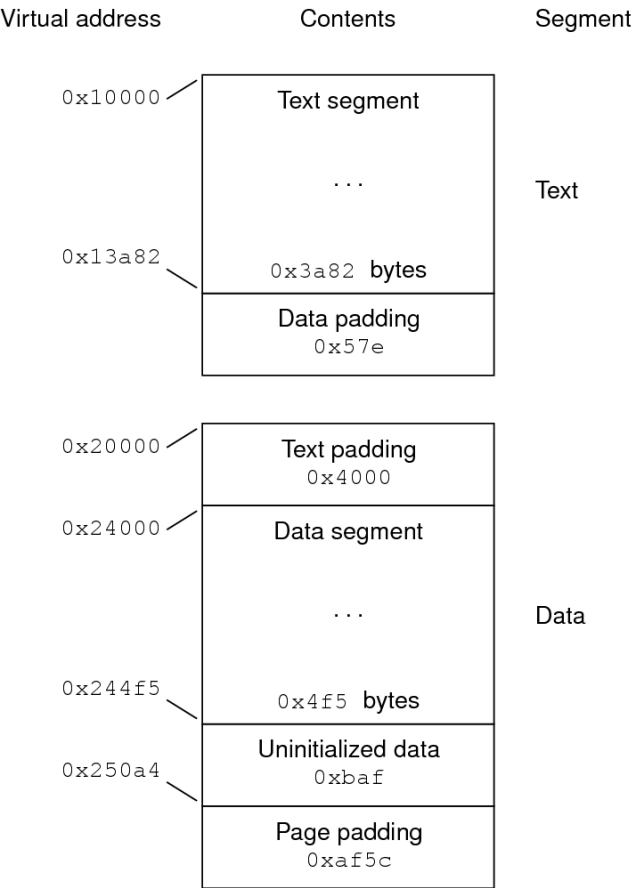 Virtual address Contents Segment
0x10000
Text segment
...
Text
0x13a82
0x3a82 bytes
Data padding
0x57e
0x20000
Text padding
0x4000
0x24000
Data segment
...
Data
0x244f5
0x4f5 bytes
Uninitialized data
0x250a4
0xbaf
Page padding
0xaf5c